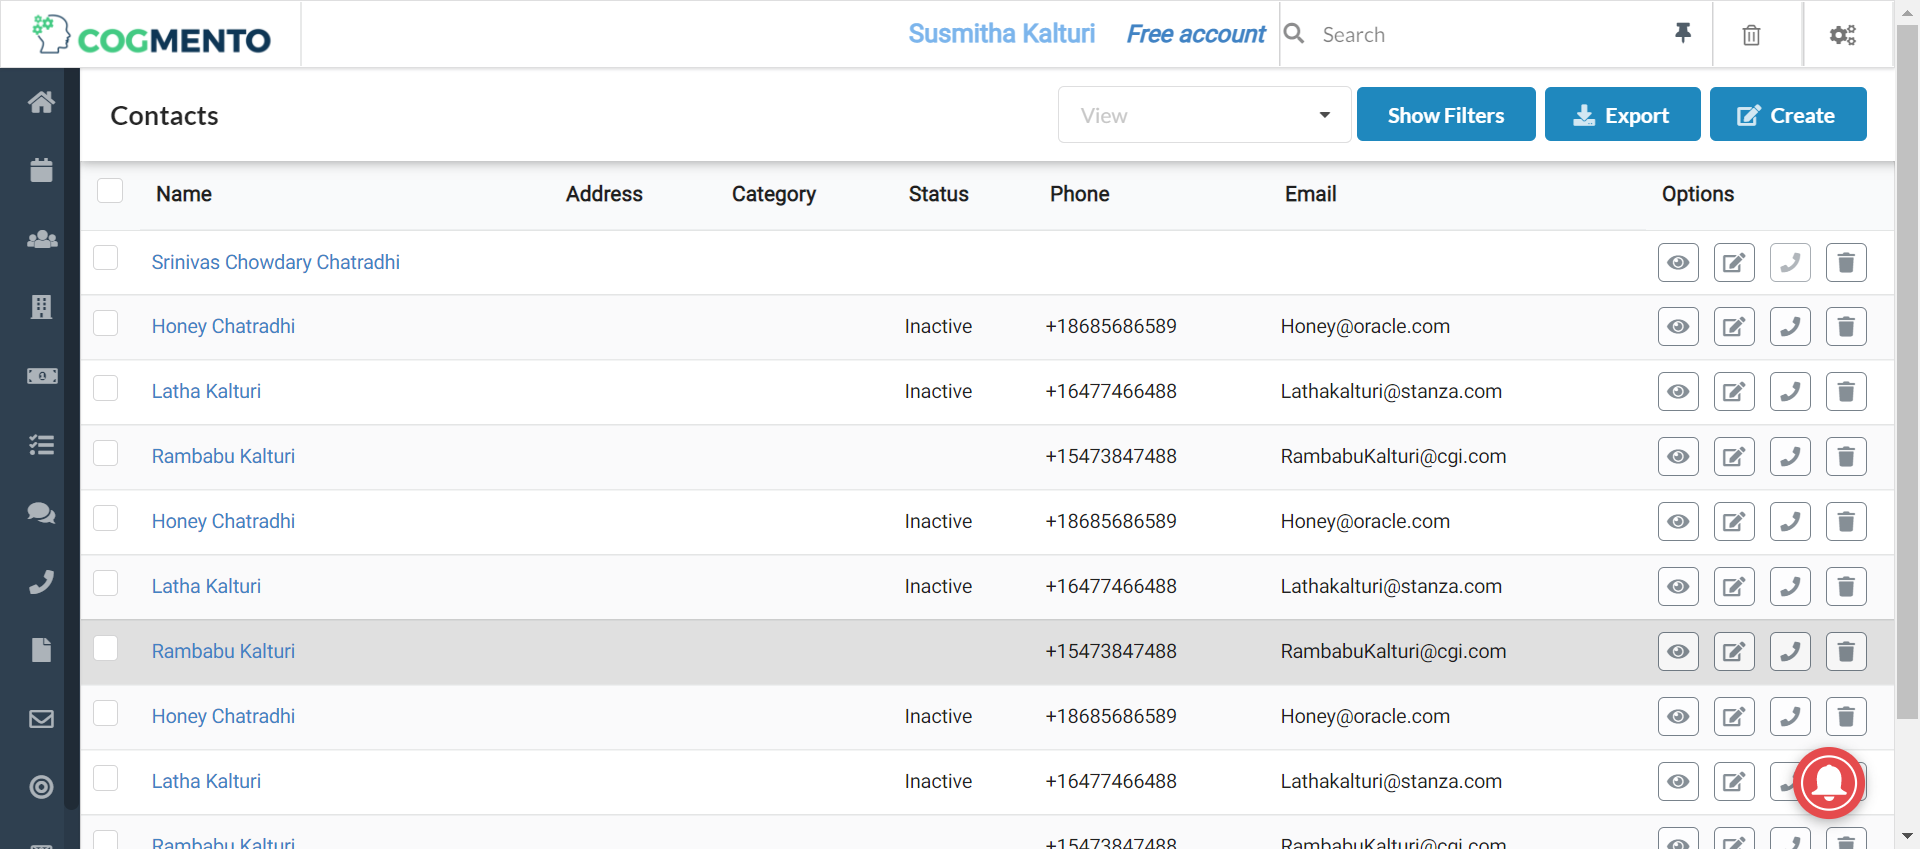 COGMENTO Susmitha Kalturi Free account Search
Contacts View Show Filters Export Create
Name Address Category Status Phone Email Options
Srinivas Chowdary Chatradhi
Honey Chatradhi Inactive +18685686589 Honey@oracle.com
Latha Kalturi Inactive +16477466488 Lathakalturi@stanza.com
Rambabu Kalturi +15473847488 RambabuKalturi@cgi.com
Honey Chatradhi Inactive +18685686589 Honey@oracle.com
Latha Kalturi Inactive +16477466488 Lathakalturi@stanza.com
Rambabu Kalturi +15473847488 RambabuKalturi@cgi.com
Honey Chatradhi Inactive +18685686589 Honey@oracle.com
Latha Kalturi Inactive +16477466488 Lathakalturi@stanza.com
Rambabu Kalturi +15473847488 RambabuKalturi@cgi.com